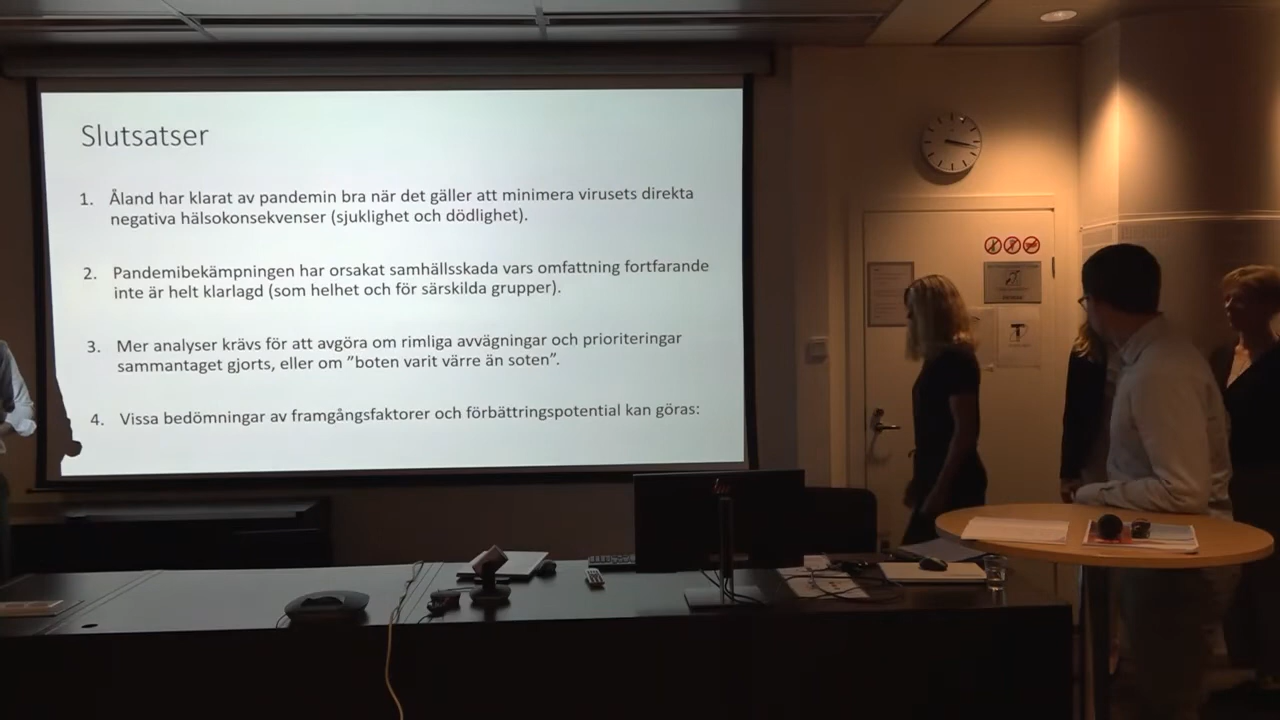 Slutsatser
1. Åland har klarat av pandemin bra när det gäller att minimera virusets direkta
negativa hälsokonsekvenser (sjuklighet och dödlighet).
2. Pandemibekämpningen har orsakat samhällsskada vars omfattning fortfarande
inte är helt klarlagd (som helhet och för särskilda grupper).
3. Mer analyser krävs för att avgöra om rimliga avvägningar och prioriteringar
sammantaget gjorts, eller om ”boten varit värre än soten”.
4. Vissa bedömningar av framgångsfaktorer och förbättringspotential kan göras: